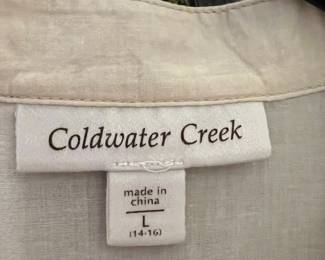 Coldwater Creek
made in
china
L
(14-16)